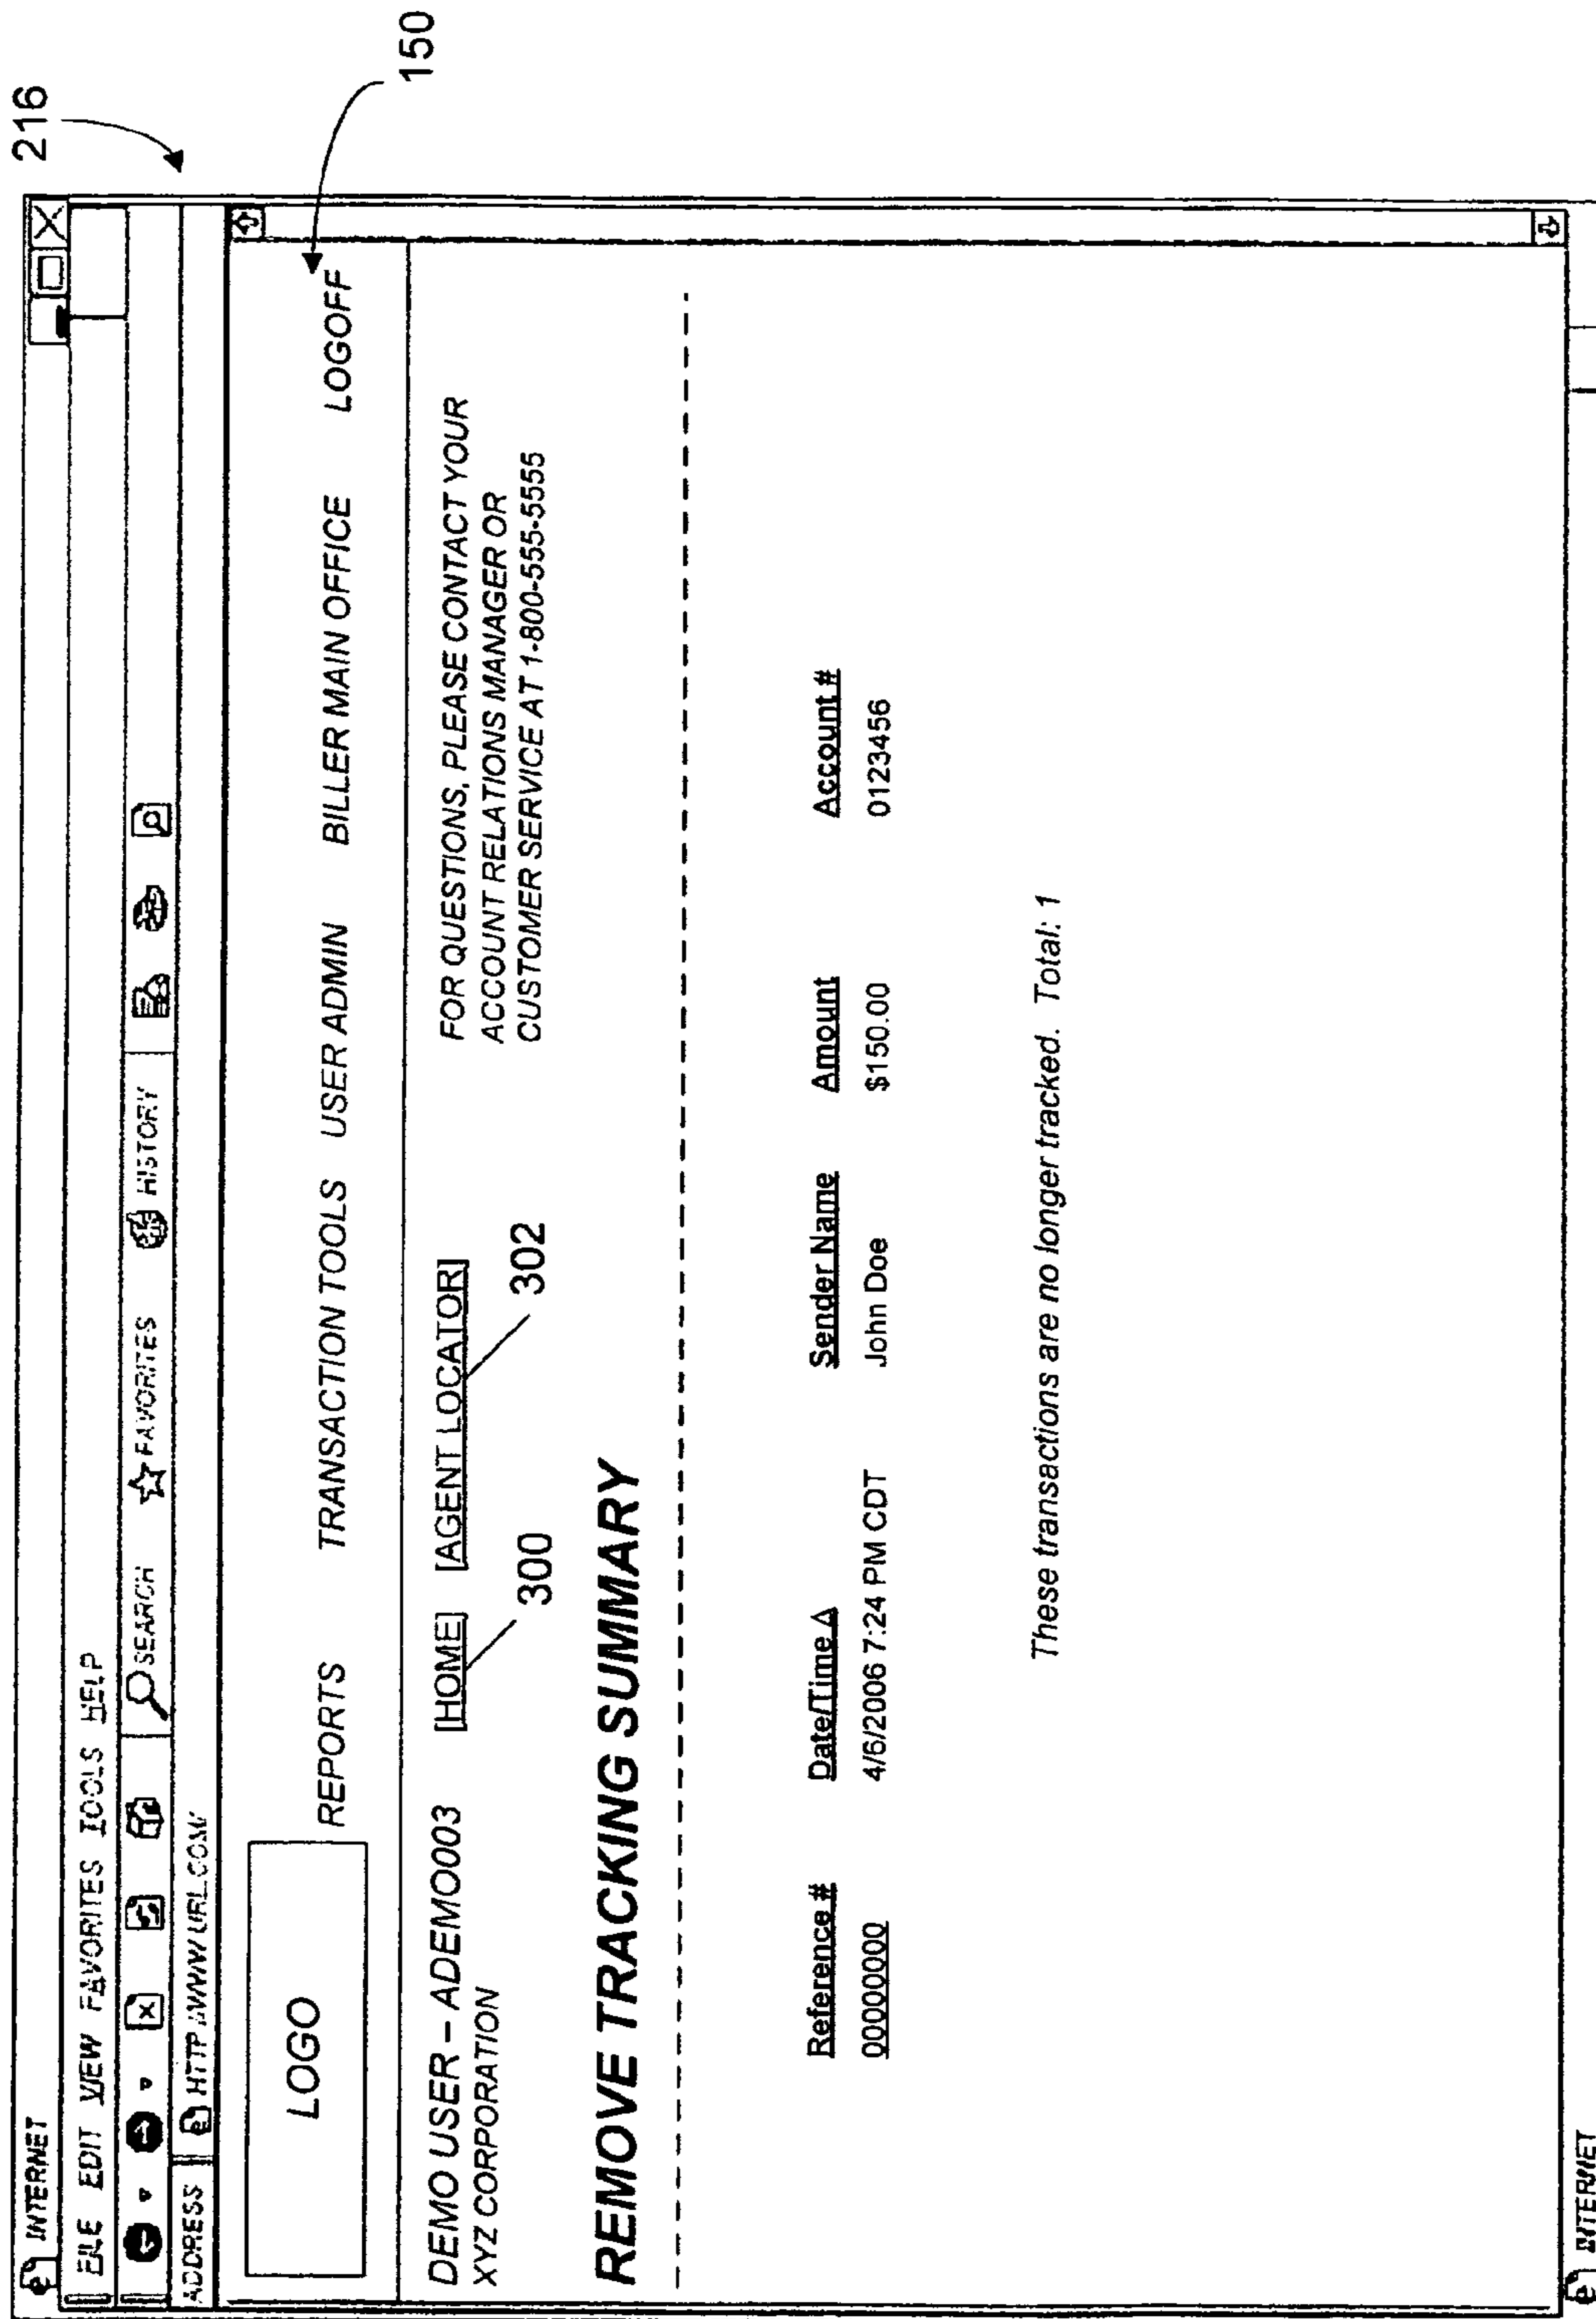 216
INTERNET
FILE EDIT VIEW FAVORITES TOOLS HELP
SEARCH FAVORITES HISTORY
ADDRESS HTTP://WWW.URL.COM/
150
LOGO
REPORTS TRANSACTION TOOLS USER ADMIN BILLER MAIN OFFICE LOGOFF
DEMO USER – ADEMO003 [HOME] [AGENT LOCATOR] FOR QUESTIONS, PLEASE CONTACT YOUR
XYZ CORPORATION ACCOUNT RELATIONS MANAGER OR
CUSTOMER SERVICE AT 1-800-555-5555
300 302
REMOVE TRACKING SUMMARY
Reference # Date/Time Δ Sender Name Amount Account #
00000000 4/6/2006 7:24 PM CDT John Doe $150.00 0123456
These transactions are no longer tracked. Total: 1
INTERNET